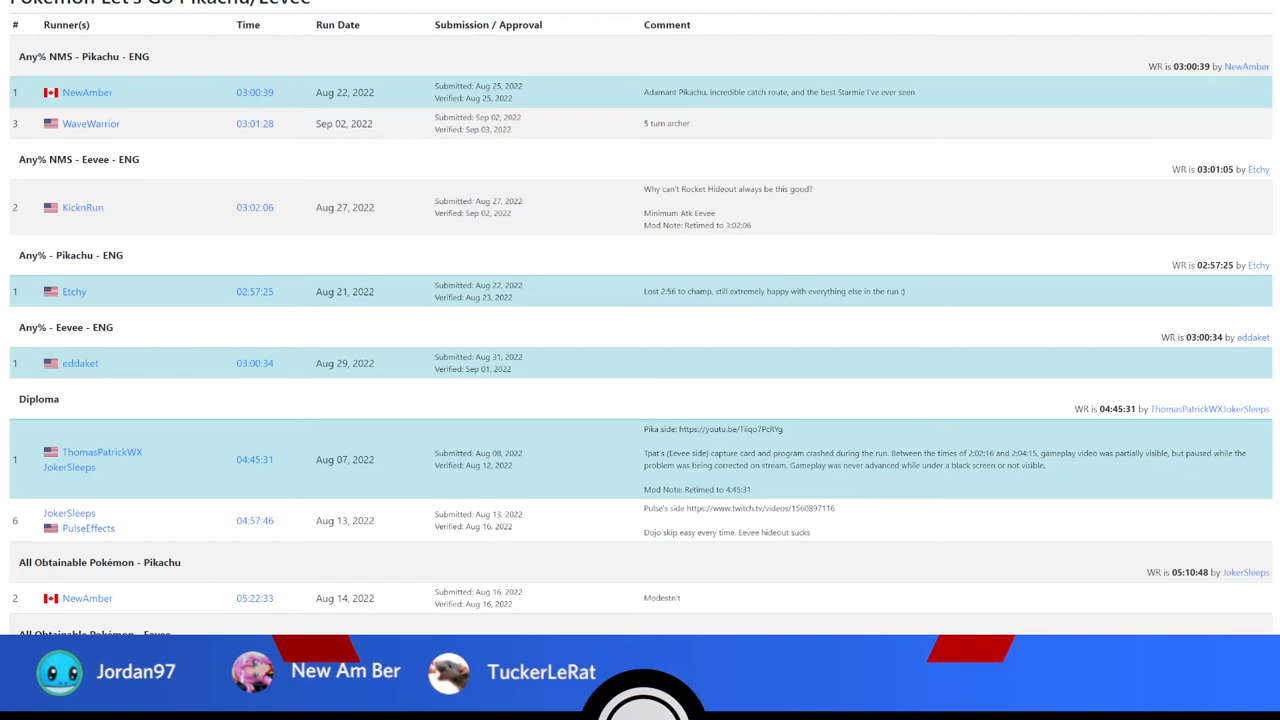 Pokémon Let's Go Pikachu/Eevee
# Runner(s) Time Run Date Submission / Approval Comment
Any% NMS - Pikachu - ENG
WR is 03:00:39 by NewAmber
1 NewAmber 03:00:39 Aug 22, 2022 Submitted: Aug 25, 2022 Adamant Pikachu, incredible catch route, and the best Starmie I've ever seen
Verified: Aug 25, 2022
3 WaveWarrior 03:01:28 Sep 02, 2022 Submitted: Sep 02, 2022 5 turn archer
Verified: Sep 03, 2022
Any% NMS - Eevee - ENG
WR is 03:01:05 by Etchy
Why can't Rocket Hideout always be this good?
2 KicknRun 03:02:06 Aug 27, 2022 Submitted: Aug 27, 2022
Verified: Sep 02, 2022 Minimum Atk Eevee
Mod Note: Retimed to 3:02:06
Any% - Pikachu - ENG
WR is 02:57:25 by Etchy
1 Etchy 02:57:25 Aug 21, 2022 Submitted: Aug 22, 2022 Lost 2:56 to champ, still extremely happy with everything else in the run :)
Verified: Aug 23, 2022
Any% - Eevee - ENG
WR is 03:00:34 by eddaket
1 eddaket 03:00:34 Aug 29, 2022 Submitted: Aug 31, 2022
Verified: Sep 01, 2022
Diploma
WR is 04:45:31 by ThomasPatrickWXJokerSleeps
Pika side: https://youtu.be/Tiiqo7PcRYg
1 ThomasPatrickWX 04:45:31 Aug 07, 2022 Submitted: Aug 08, 2022 Tpat's (Eevee side) capture card and program crashed during the run. Between the times of 2:02:16 and 2:04:15, gameplay video was partially visible, but paused while the
JokerSleeps Verified: Aug 12, 2022 problem was being corrected on stream. Gameplay was never advanced while under a black screen or not visible.
Mod Note: Retimed to 4:45:31
JokerSleeps Pulse's side https://www.twitch.tv/videos/1560897116
6 PulseEffects 04:57:46 Aug 13, 2022 Submitted: Aug 13, 2022
Verified: Aug 16, 2022 Dojo skip easy every time. Eevee hideout sucks
All Obtainable Pokémon - Pikachu
WR is 05:10:48 by JokerSleeps
2 NewAmber 05:22:33 Aug 14, 2022 Submitted: Aug 16, 2022 Modestn't
Verified: Aug 16, 2022
All Obtainable Pokémon - Eevee
Jordan97 New Am Ber TuckerLeRat